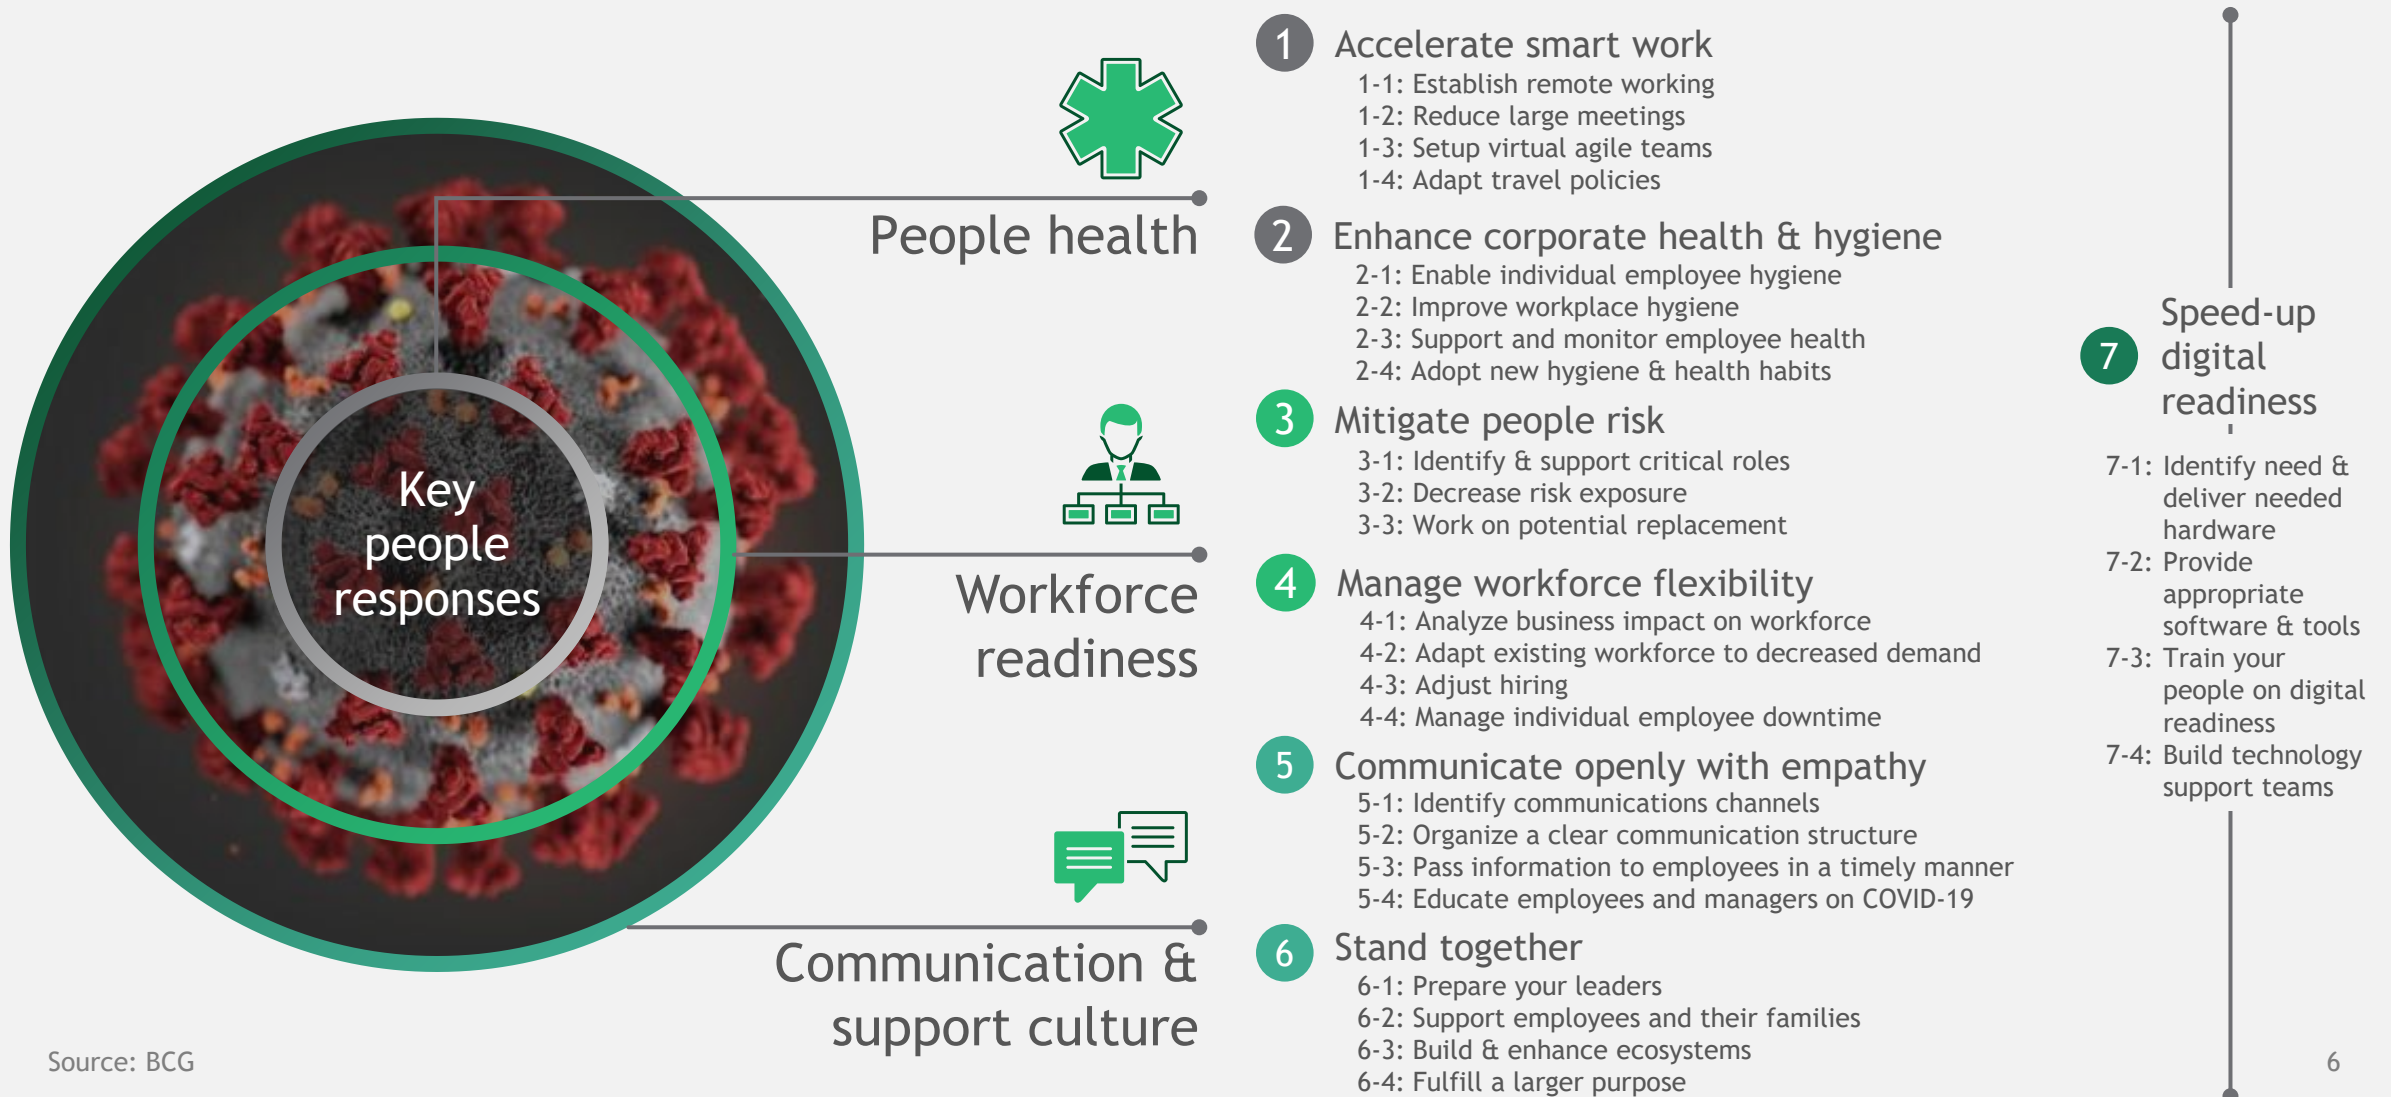 Key
people
responses
People health
Workforce
readiness
Communication &
support culture
1 Accelerate smart work
1-1: Establish remote working
1-2: Reduce large meetings
1-3: Setup virtual agile teams
1-4: Adapt travel policies
2 Enhance corporate health & hygiene
2-1: Enable individual employee hygiene
2-2: Improve workplace hygiene
2-3: Support and monitor employee health
2-4: Adopt new hygiene & health habits
3 Mitigate people risk
3-1: Identify & support critical roles
3-2: Decrease risk exposure
3-3: Work on potential replacement
4 Manage workforce flexibility
4-1: Analyze business impact on workforce
4-2: Adapt existing workforce to decreased demand
4-3: Adjust hiring
4-4: Manage individual employee downtime
5 Communicate openly with empathy
5-1: Identify communications channels
5-2: Organize a clear communication structure
5-3: Pass information to employees in a timely manner
5-4: Educate employees and managers on COVID-19
6 Stand together
6-1: Prepare your leaders
6-2: Support employees and their families
6-3: Build & enhance ecosystems
6-4: Fulfill a larger purpose
7
Speed-up
digital
readiness
7-1: Identify need &
deliver needed
hardware
7-2: Provide
appropriate
software & tools
7-3: Train your
people on digital
readiness
7-4: Build technology
support teams
Source: BCG
6